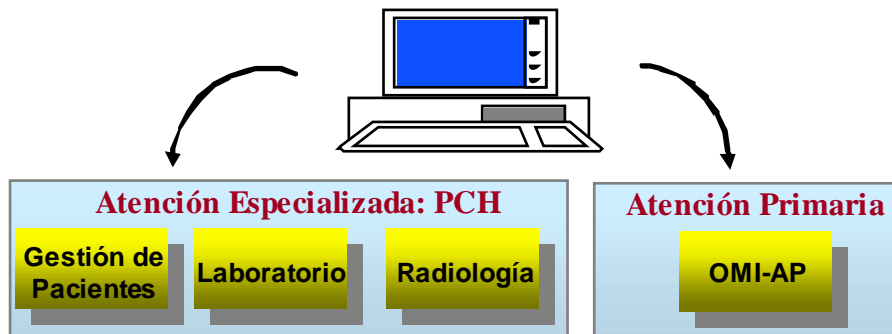 Atención Especializada: PCH
Gestión de
Pacientes
Laboratorio
Radiología
Atención Primaria
OMI-AP